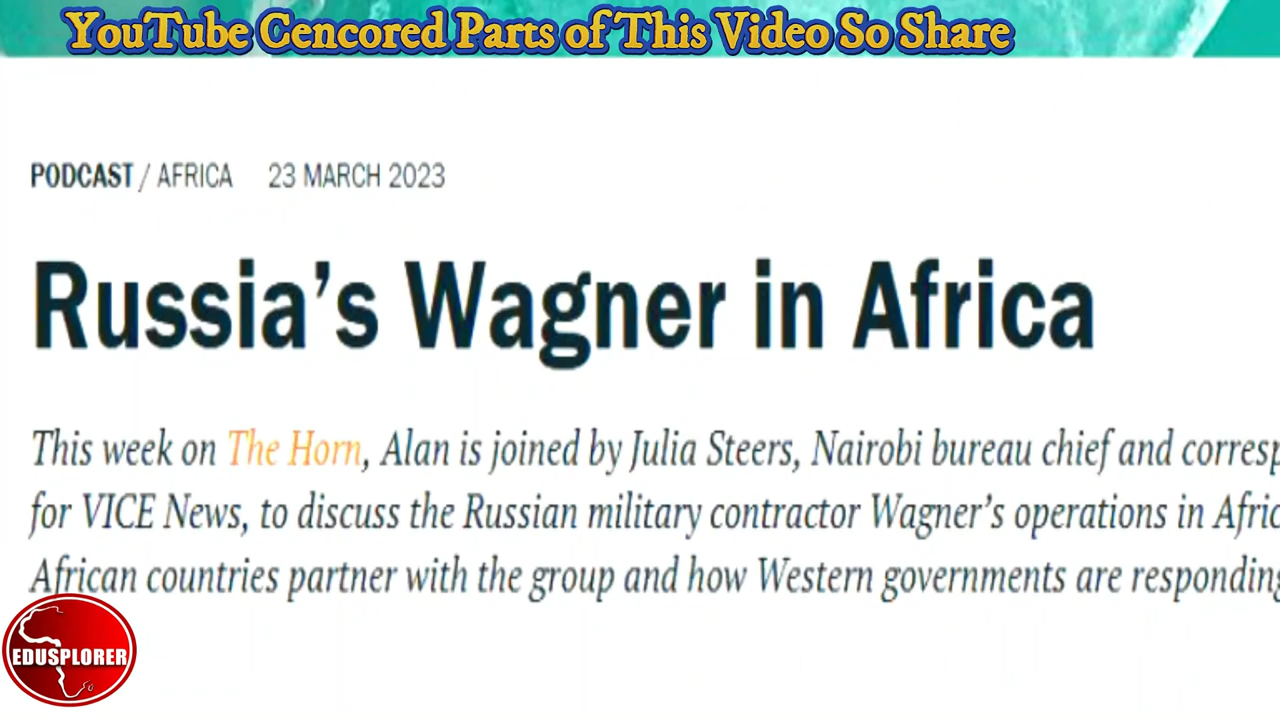 YouTube Cencored Parts of This Video So Share
PODCAST / AFRICA 23 MARCH 2023
Russia's Wagner in Africa
This week on The Horn, Alan is joined by Julia Steers, Nairobi bureau chief and corresp
for VICE News, to discuss the Russian military contractor Wagner's operations in Afric
African countries partner with the group and how Western governments are responding
EDUSPLORER